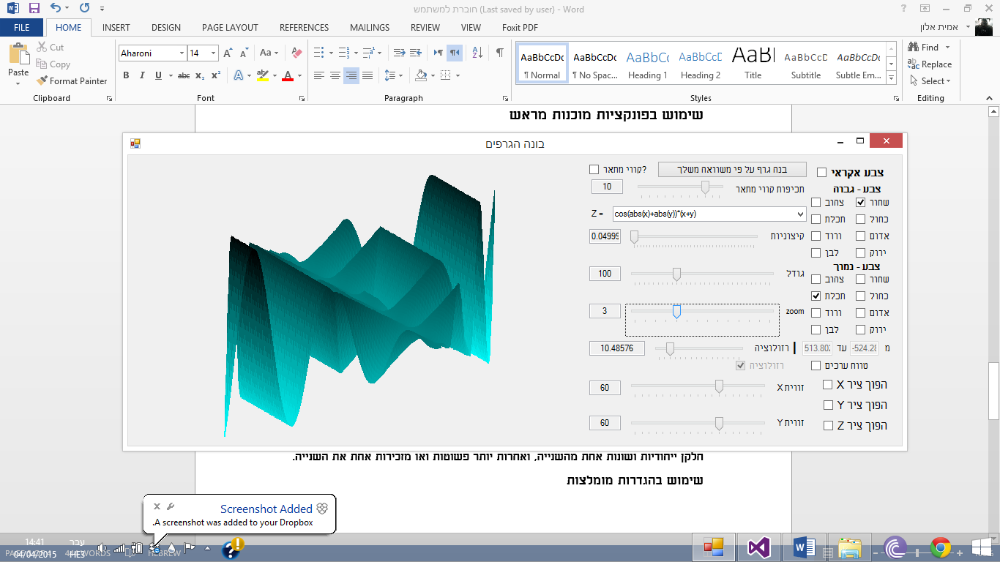 חוברת למשתמש (Last saved by user) - Word
FILE HOME INSERT DESIGN PAGE LAYOUT REFERENCES MAILINGS REVIEW VIEW Foxit PDF
אמית אלון
Paste
Cut
Copy
Format Painter
Clipboard
Aharoni 14
Font
Paragraph
AaBbCcDc AaBbCcDc AaBbCc AaBbCcC AaBl AaBbCcD AaBbCcDc
¶ Normal ¶ No Spac... Heading 1 Heading 2 Title Subtitle Subtle Em...
Styles
Find
Replace
Select
Editing
שימוש בפונקציות מוכנות מראש
בונה הגרפים
קווי מתאר?
בנה גרף על פי משוואה משלך
צבע אקראי
10
תכיפות קווי מתאר
צבע - גבוה
שחור צהוב
Z = cos(abs(x)+abs(y))*(x+y)
כחול תכלת
0.04999
קיצוניות
אדום ורוד
ירוק לבן
100
גודל
צבע - נמוך
שחור צהוב
כחול תכלת
3
zoom
אדום ורוד
ירוק לבן
10.48576
רזולוציה
מ -524.28 עד 513.802
רזולוציה
טווח ערכים
60
זווית X
הפוך ציר X
הפוך ציר Y
60
זווית Y
הפוך ציר Z
חלקן ייחודיות ושונות אחת מהשנייה, ואחרות יותר פשוטות ואו מזכירות אחת את השנייה.
שימוש בהגדרות מומלצות
Screenshot Added
.A screenshot was added to your Dropbox
14:41
04/04/2015
עבר
HE
WORDS
HEBREW